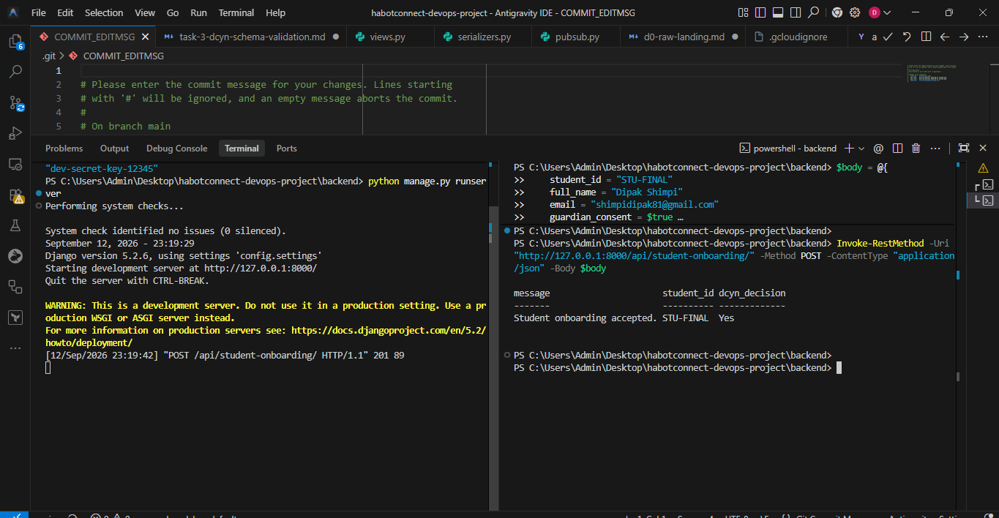 File Edit Selection View Go Run Terminal Help
habotconnect-devops-project - Antigravity IDE - COMMIT_EDITMSG
D
COMMIT_EDITMSG
task-3-dcyn-schema-validation.md
views.py
serializers.py
pubsub.py
d0-raw-landing.md
.gcloudignore
Y a
.git > COMMIT_EDITMSG
1
2 # Please enter the commit message for your changes. Lines starting
3 # with '#' will be ignored, and an empty message aborts the commit.
4 #
5 # On branch main
6
Problems Output Debug Console Terminal Ports
powershell - backend
"dev-secret-key-12345"
PS C:\Users\Admin\Desktop\habotconnect-devops-project\backend> python manage.py runser
ver
Performing system checks...
System check identified no issues (0 silenced).
September 12, 2026 - 23:19:29
Django version 5.2.6, using settings 'config.settings'
Starting development server at http://127.0.0.1:8000/
Quit the server with CTRL-BREAK.
WARNING: This is a development server. Do not use it in a production setting. Use a pr
oduction WSGI or ASGI server instead.
For more information on production servers see: https://docs.djangoproject.com/en/5.2/
howto/deployment/
[12/Sep/2026 23:19:42] "POST /api/student-onboarding/ HTTP/1.1" 201 89
PS C:\Users\Admin\Desktop\habotconnect-devops-project\backend> $body = @{
>> student_id = "STU-FINAL"
>> full_name = "Dipak Shimpi"
>> email = "shimpidipak81@gmail.com"
>> guardian_consent = $true …
PS C:\Users\Admin\Desktop\habotconnect-devops-project\backend>
PS C:\Users\Admin\Desktop\habotconnect-devops-project\backend> Invoke-RestMethod -Uri
"http://127.0.0.1:8000/api/student-onboarding/" -Method POST -ContentType "application
/json" -Body $body
message student_id dcyn_decision
------- ---------- -------------
Student onboarding accepted. STU-FINAL Yes
PS C:\Users\Admin\Desktop\habotconnect-devops-project\backend>
PS C:\Users\Admin\Desktop\habotconnect-devops-project\backend>